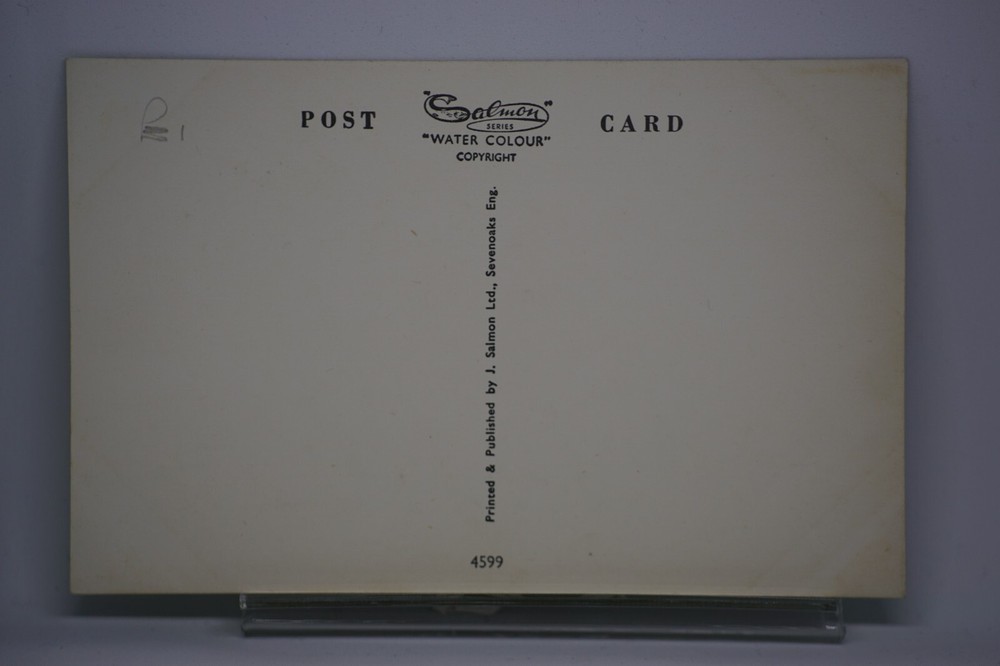 POST CARD
"Salmon"
SERIES
"WATER COLOUR"
COPYRIGHT
Printed & Published by J. Salmon Ltd., Sevenoaks Eng.
4599